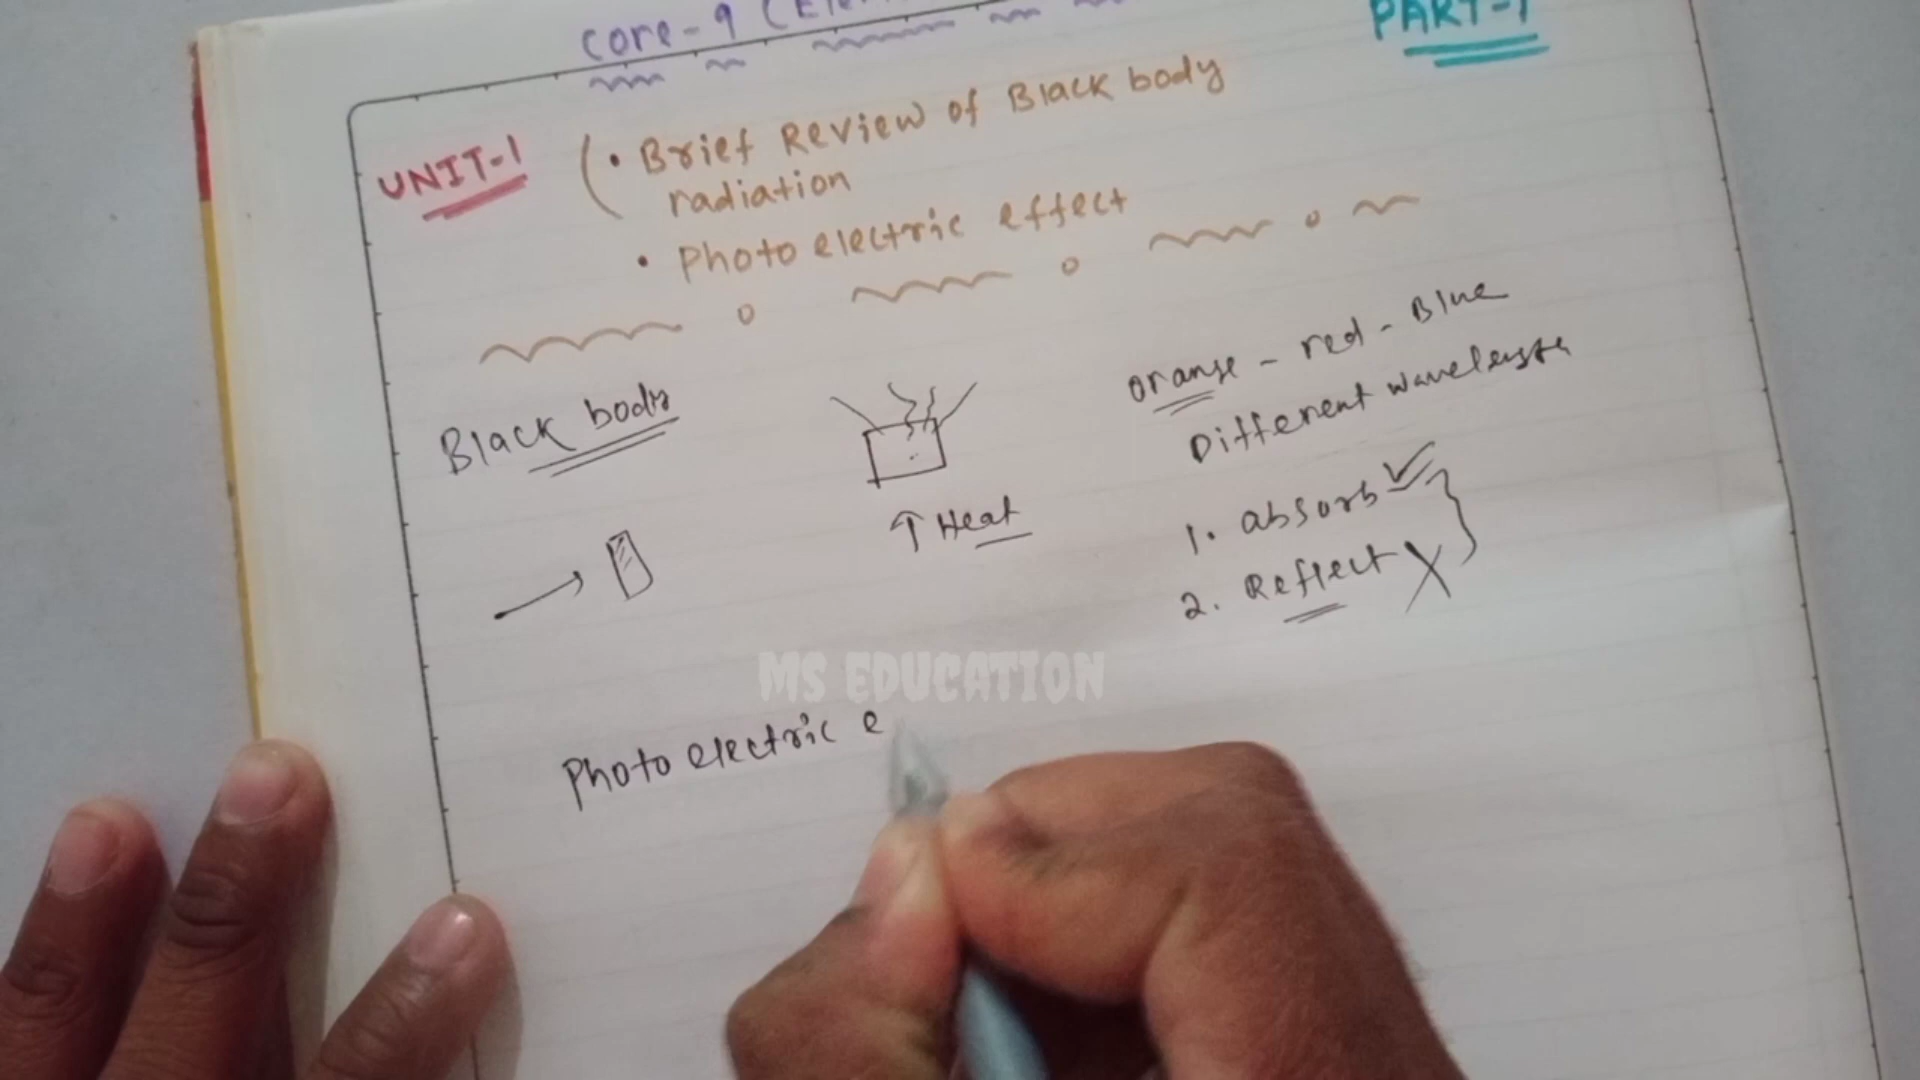 Core-9 (Ele
PART-1
UNIT-1 (• Brief Review of Black body
radiation
• Photo electric effect
Black body
orange - red - Blue
Different wavelength
↑ Heat
1. absorb ✓
2. Reflect X
MS EDUCATION
Photo electric e